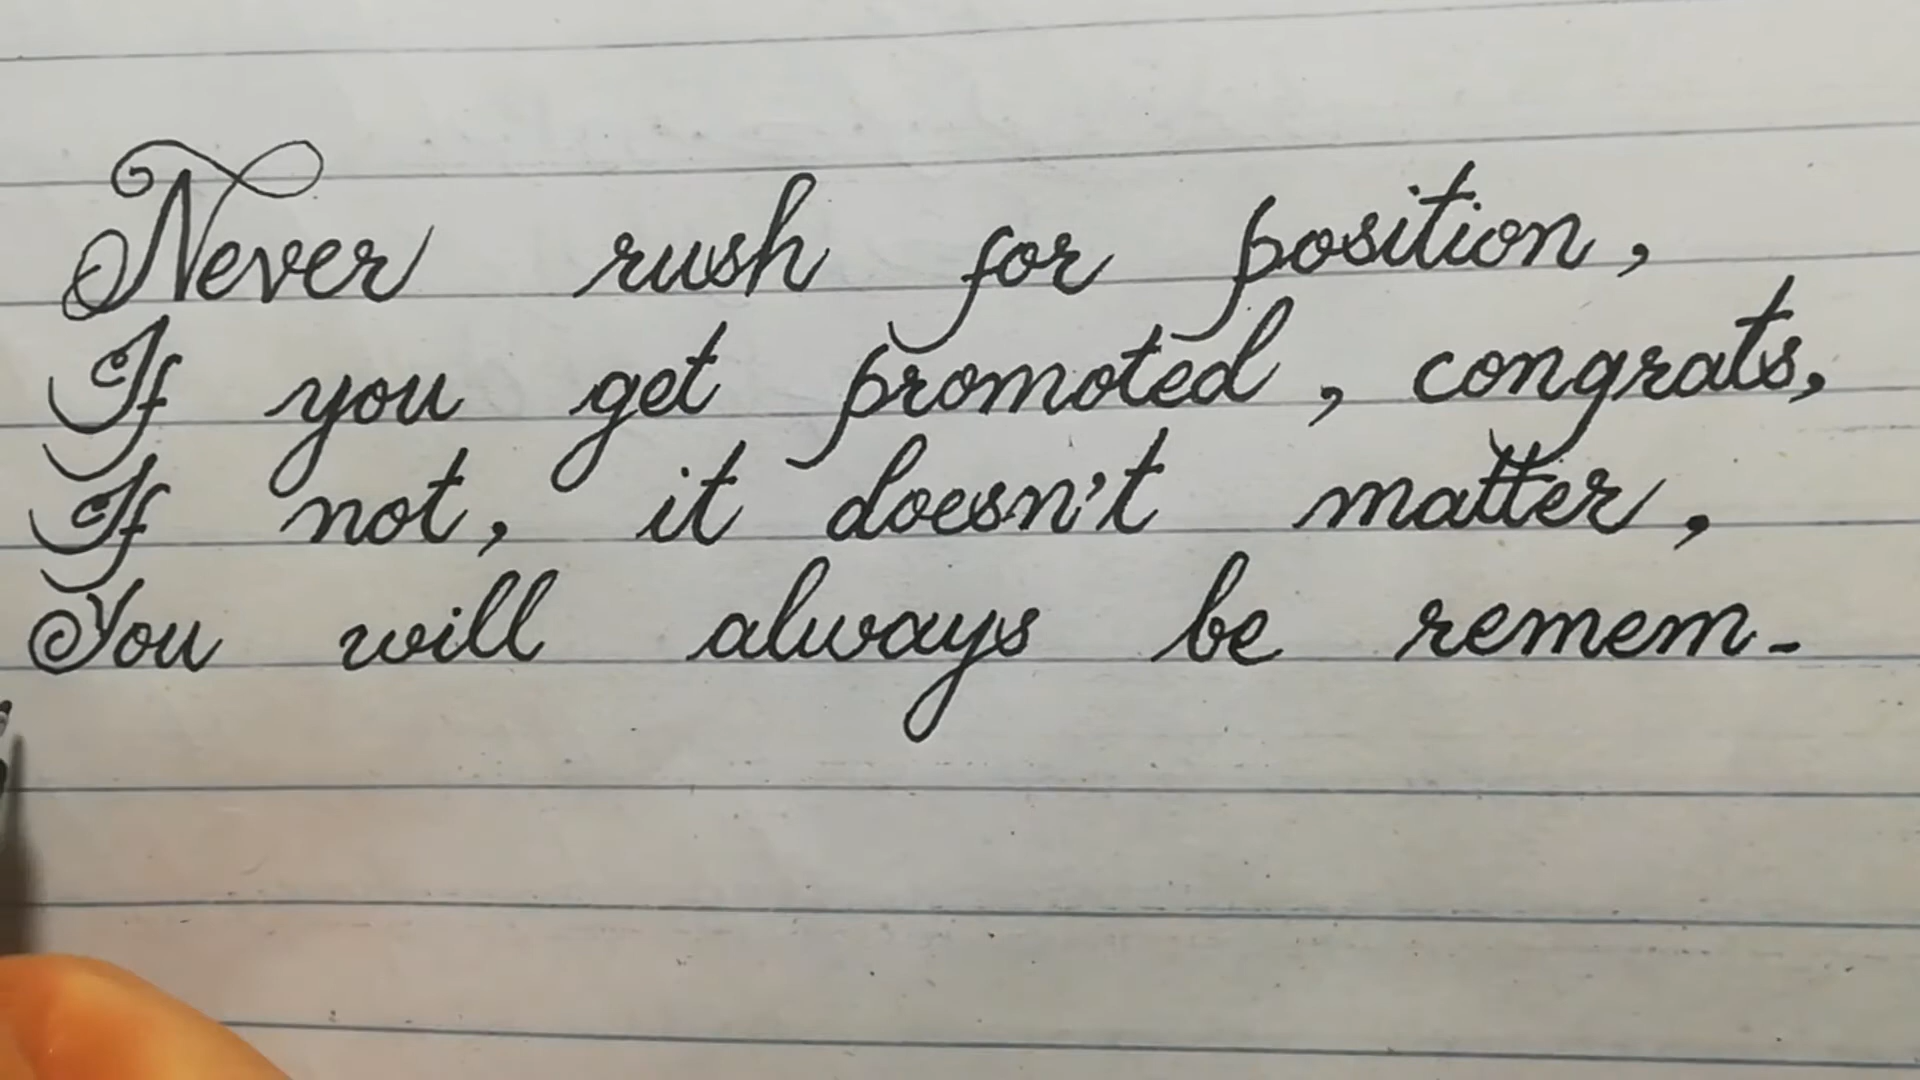 Never rush for position,
If you get promoted, congrats,
If not, it doesn't matter,
You will always be remem-